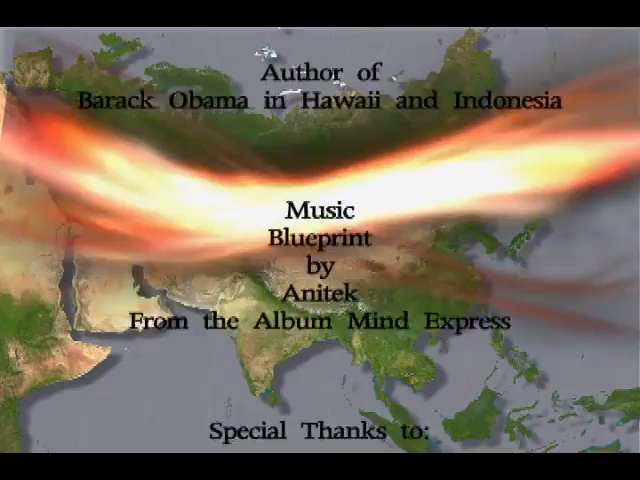 Author of
Barack Obama in Hawaii and Indonesia
Music
Blueprint
by
Anitek
From the Album Mind Express
Special Thanks to: